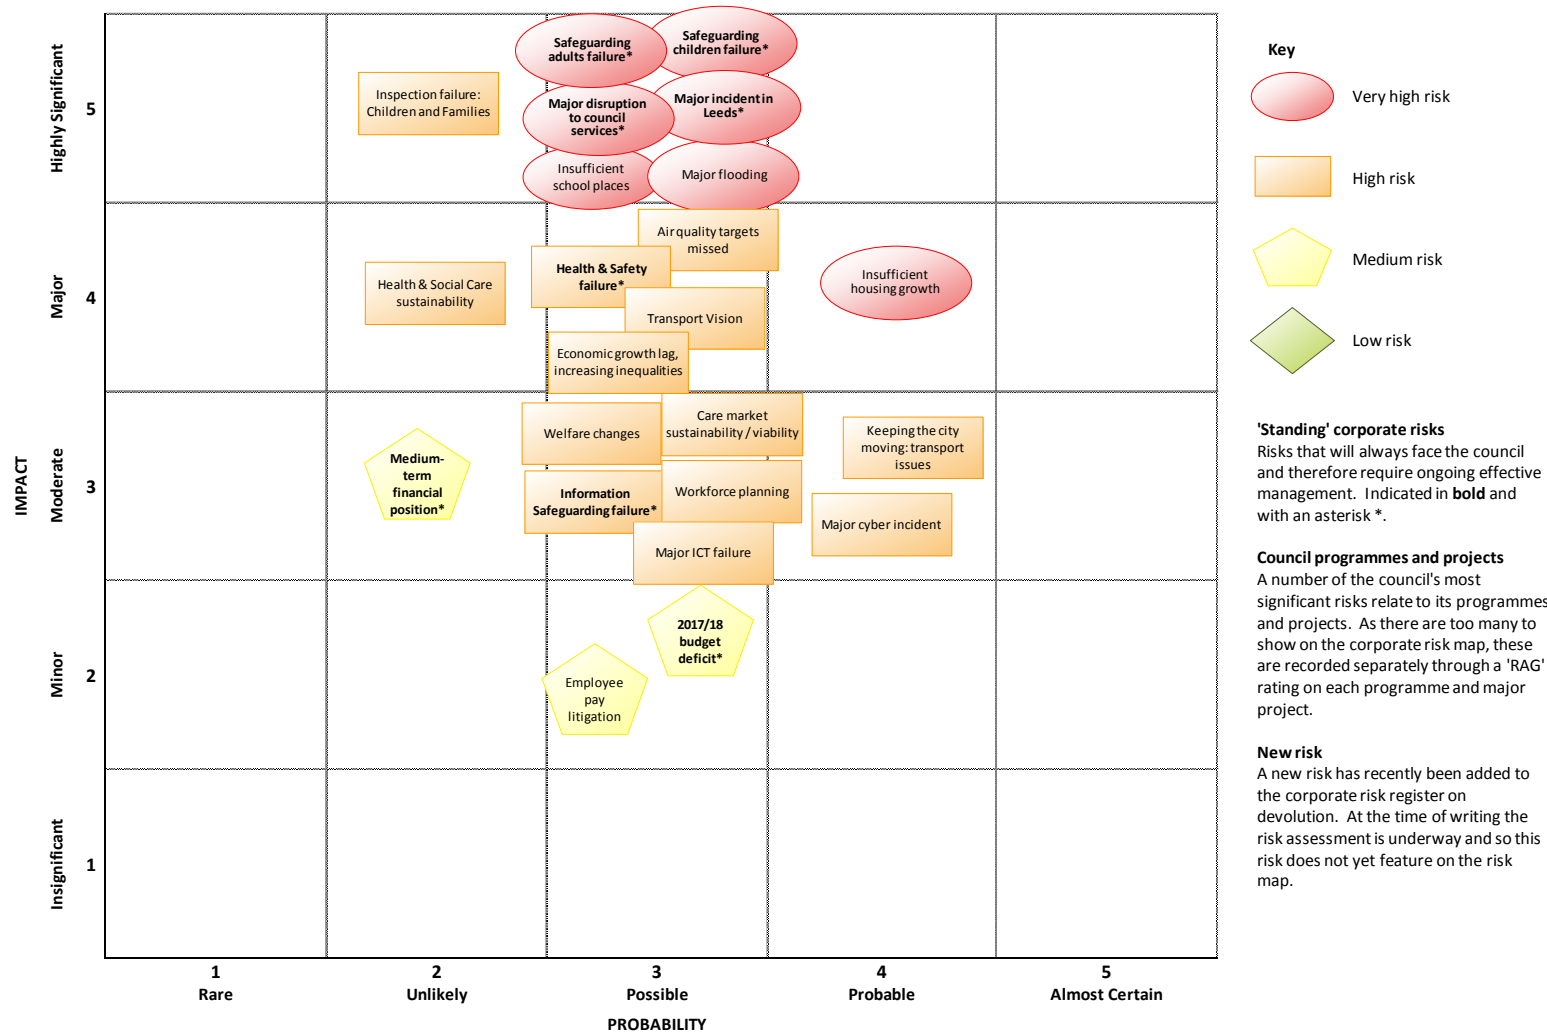 Highly Significant
5
Safeguarding
adults failure*
Safeguarding
children failure*
Inspection failure:
Children and Families
Major disruption
to council
services*
Major incident in
Leeds*
Insufficient
school places
Major flooding
Major
4
Air quality targets
missed
Health & Safety
failure*
Health & Social Care
sustainability
Insufficient
housing growth
Transport Vision
Economic growth lag,
increasing inequalities
IMPACT
Moderate
3
Welfare changes
Care market
sustainability / viability
Keeping the city
moving: transport
issues
Medium-
term
financial
position*
Information
Safeguarding failure*
Workforce planning
Major cyber incident
Major ICT failure
Minor
2
2017/18
budget
deficit*
Employee
pay
litigation
Insignificant
1
1
Rare
2
Unlikely
3
Possible
4
Probable
5
Almost Certain
PROBABILITY
Key
Very high risk
High risk
Medium risk
Low risk
'Standing' corporate risks
Risks that will always face the council
and therefore require ongoing effective
management.  Indicated in bold and
with an asterisk *.
Council programmes and projects
A number of the council's most
significant risks relate to its programmes
and projects.  As there are too many to
show on the corporate risk map, these
are recorded separately through a 'RAG'
rating on each programme and major
project.
New risk
A new risk has recently been added to
the corporate risk register on
devolution.  At the time of writing the
risk assessment is underway and so this
risk does not yet feature on the risk
map.